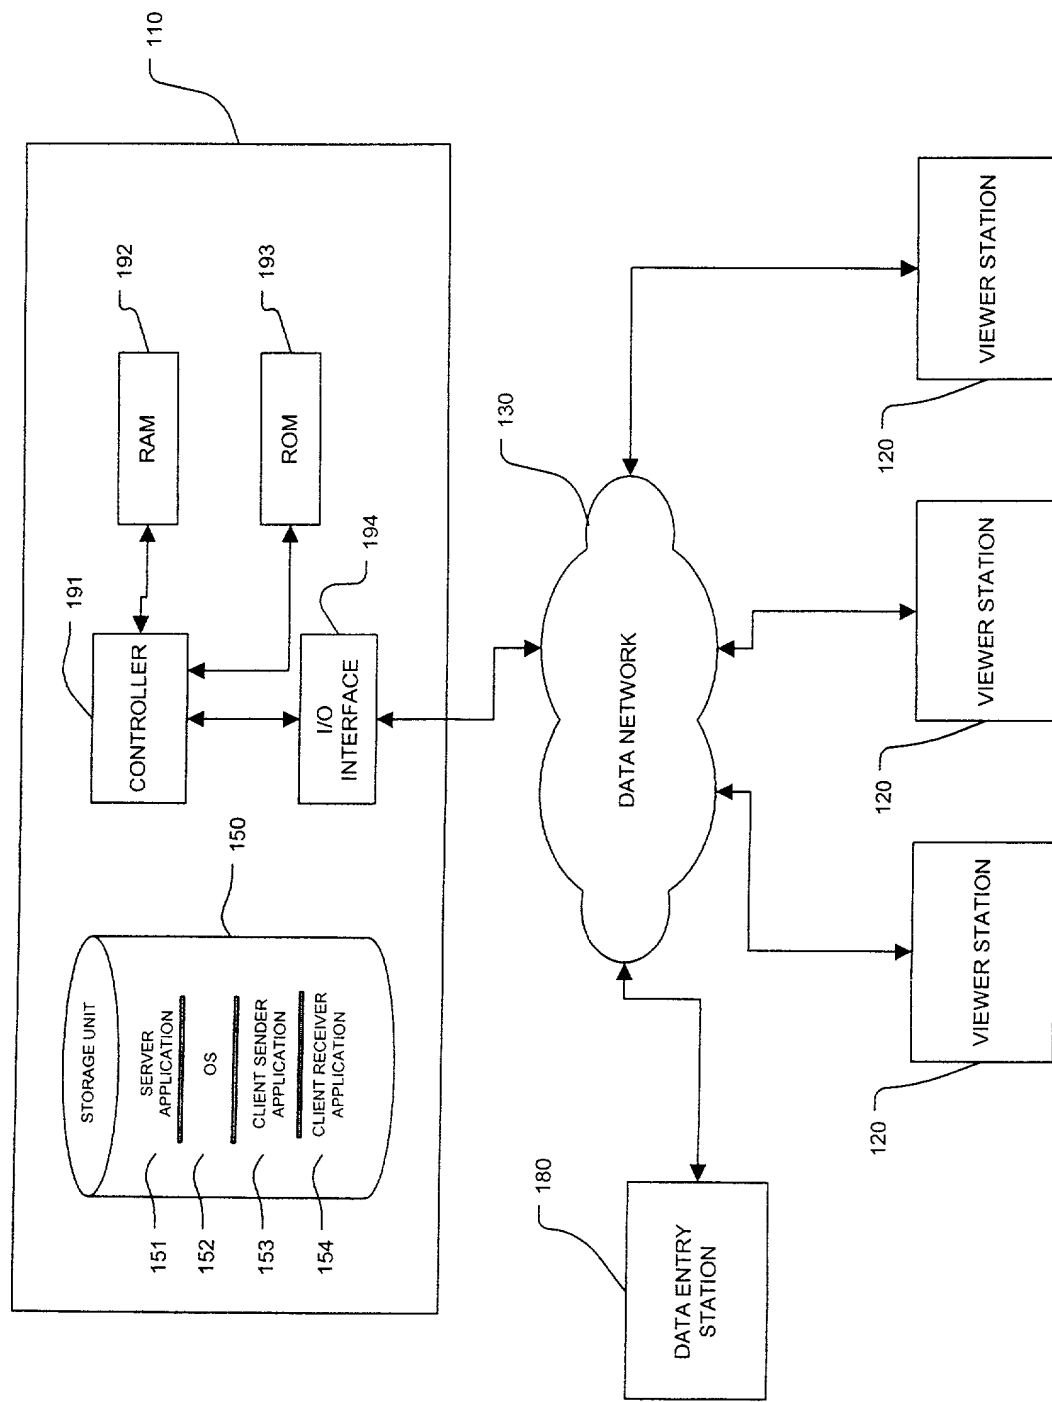 110
STORAGE UNIT
SERVER
APPLICATION
OS
CLIENT SENDER
APPLICATION
CLIENT RECEIVER
APPLICATION
150
151
152
153
154
CONTROLLER
191
RAM
192
ROM
193
I/O
INTERFACE
194
DATA NETWORK
130
DATA ENTRY
STATION
180
VIEWER STATION
120
VIEWER STATION
120
VIEWER STATION
120